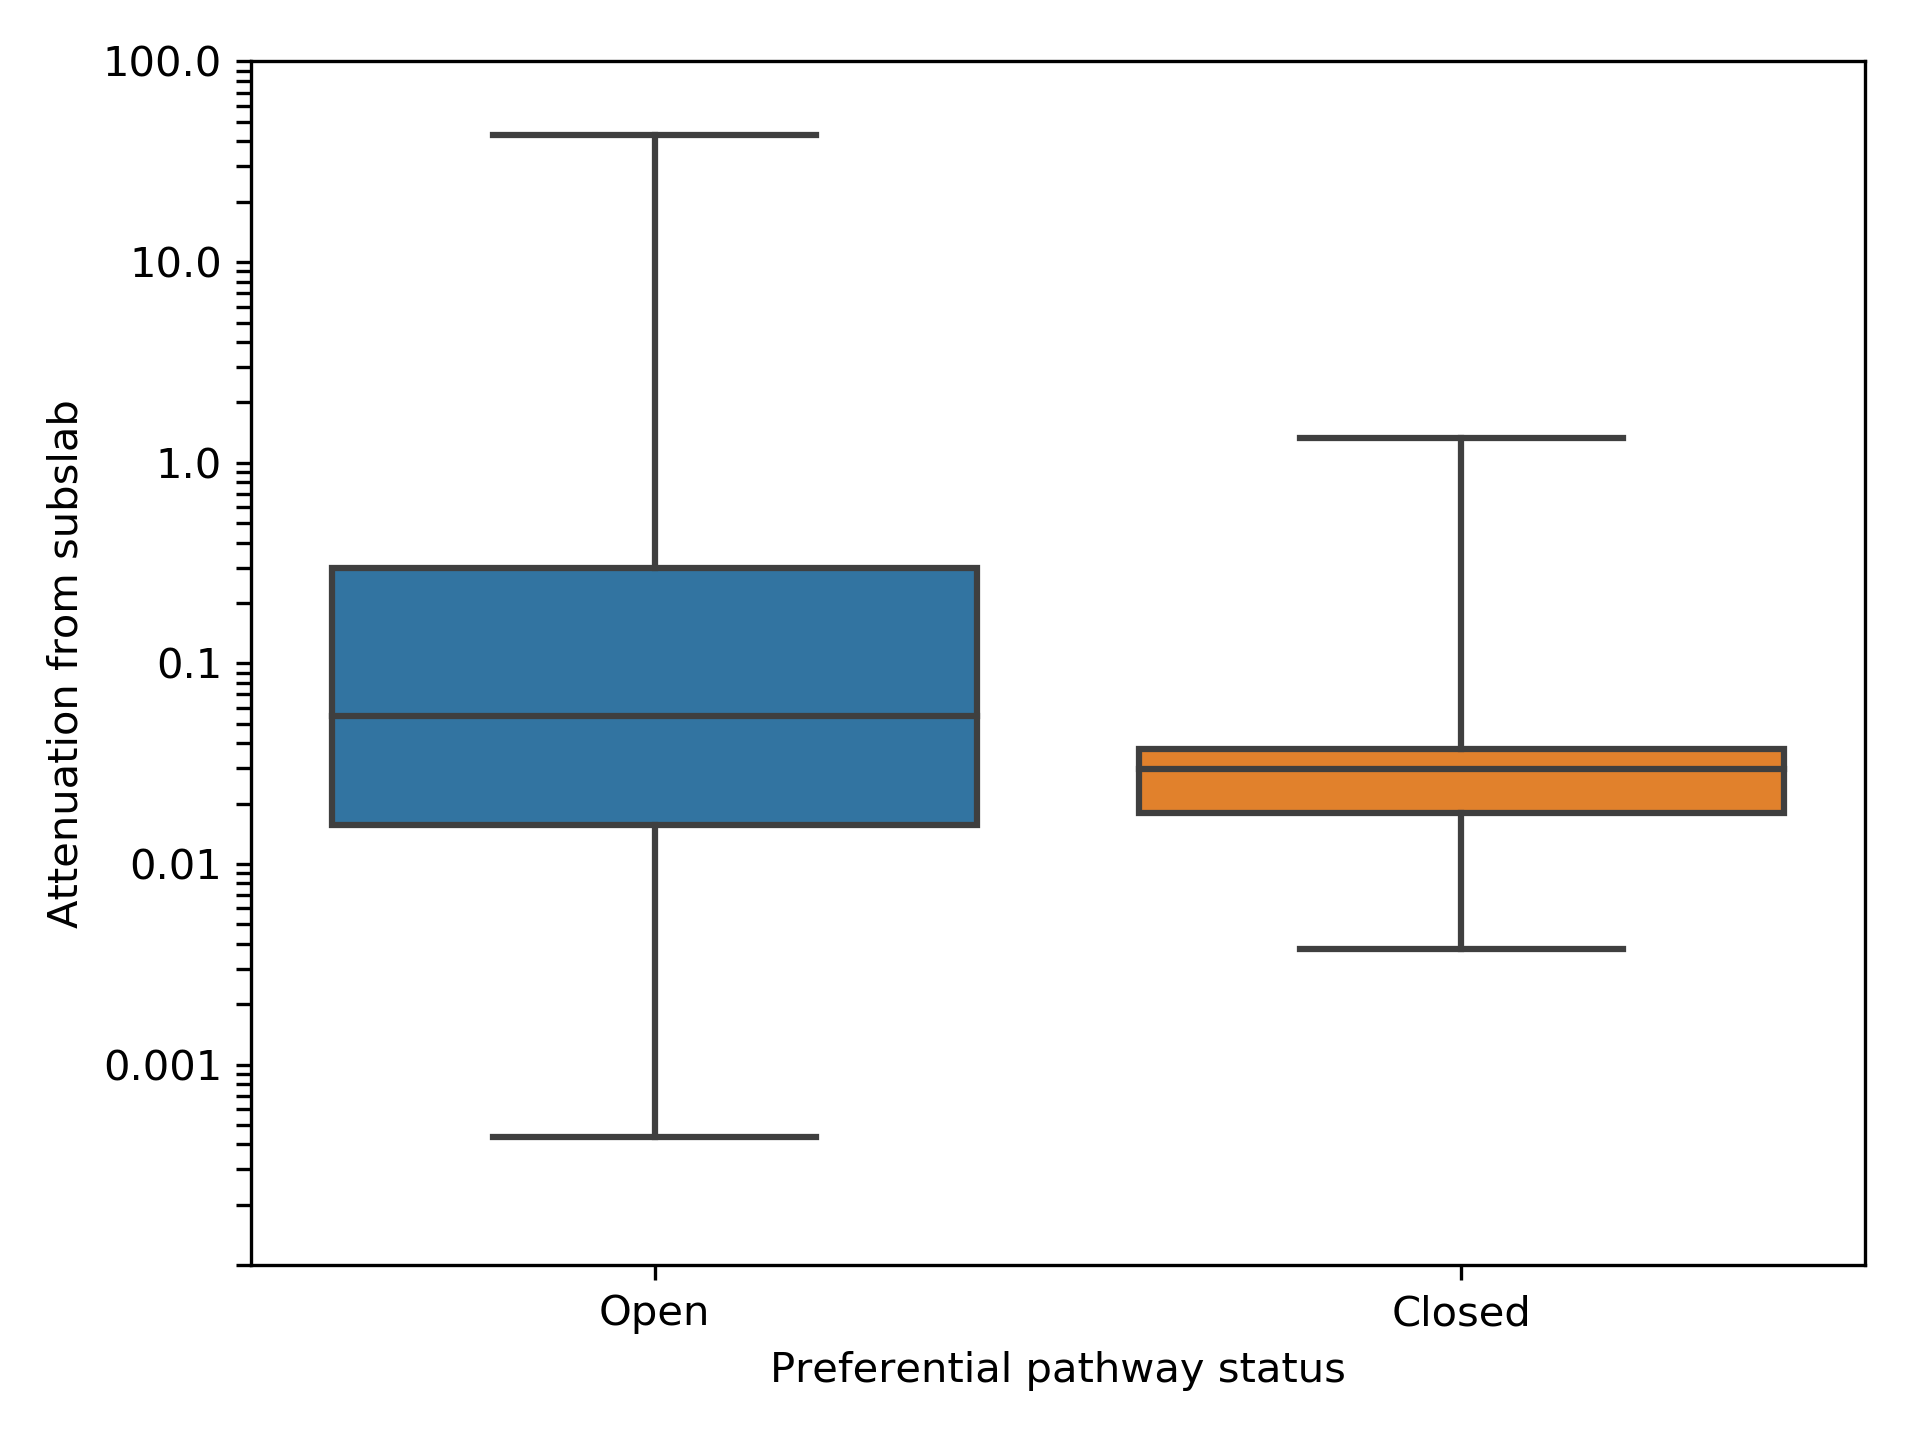 100.0
10.0
1.0
0.1
0.01
0.001
Attenuation from subslab
Open
Closed
Preferential pathway status